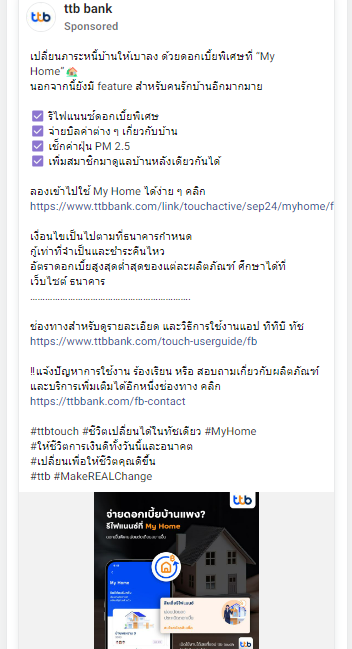 ttb
ttb bank
Sponsored
เปลี่ยนภาระหนี้บ้านให้เบาลง ด้วยดอกเบี้ยพิเศษที่ “My
Home” 🏠
นอกจากนี้ยังมี feature สำหรับคนรักบ้านอีกมากมาย
☑ รีไฟแนนซ์ดอกเบี้ยพิเศษ
☑ จ่ายบิลค่าต่าง ๆ เกี่ยวกับบ้าน
☑ เช็กค่าฝุ่น PM 2.5
☑ เพิ่มสมาชิกมาดูแลบ้านหลังเดียวกันได้
ลองเข้าไปใช้ My Home ได้ง่าย ๆ คลิก
https://www.ttbbank.com/link/touchactive/sep24/myhome/f
เงื่อนไขเป็นไปตามที่ธนาคารกำหนด
กู้เท่าที่จำเป็นและชำระคืนไหว
อัตราดอกเบี้ยสูงสุดต่ำสุดของแต่ละผลิตภัณฑ์ ศึกษาได้ที่
เว็บไซต์ ธนาคาร
……………………………………………….
ช่องทางสำหรับดูรายละเอียด และวิธีการใช้งานแอป ทีทีบี ทัช
https://www.ttbbank.com/touch-userguide/fb
‼แจ้งปัญหาการใช้งาน ร้องเรียน หรือ สอบถามเกี่ยวกับผลิตภัณฑ์
และบริการเพิ่มเติมได้อีกหนึ่งช่องทาง คลิก
https://ttbbank.com/fb-contact
#ttbtouch #ชีวิตเปลี่ยนได้ในทัชเดียว #MyHome
#ให้ชีวิตการเงินดีทั้งวันนี้และอนาคต
#เปลี่ยนเพื่อให้ชีวิตคุณดีขึ้น
#ttb #MakeREALChange
ttb
จ่ายดอกเบี้ยบ้านแพง?
รีไฟแนนซ์ที่ My Home
My Home
ttb